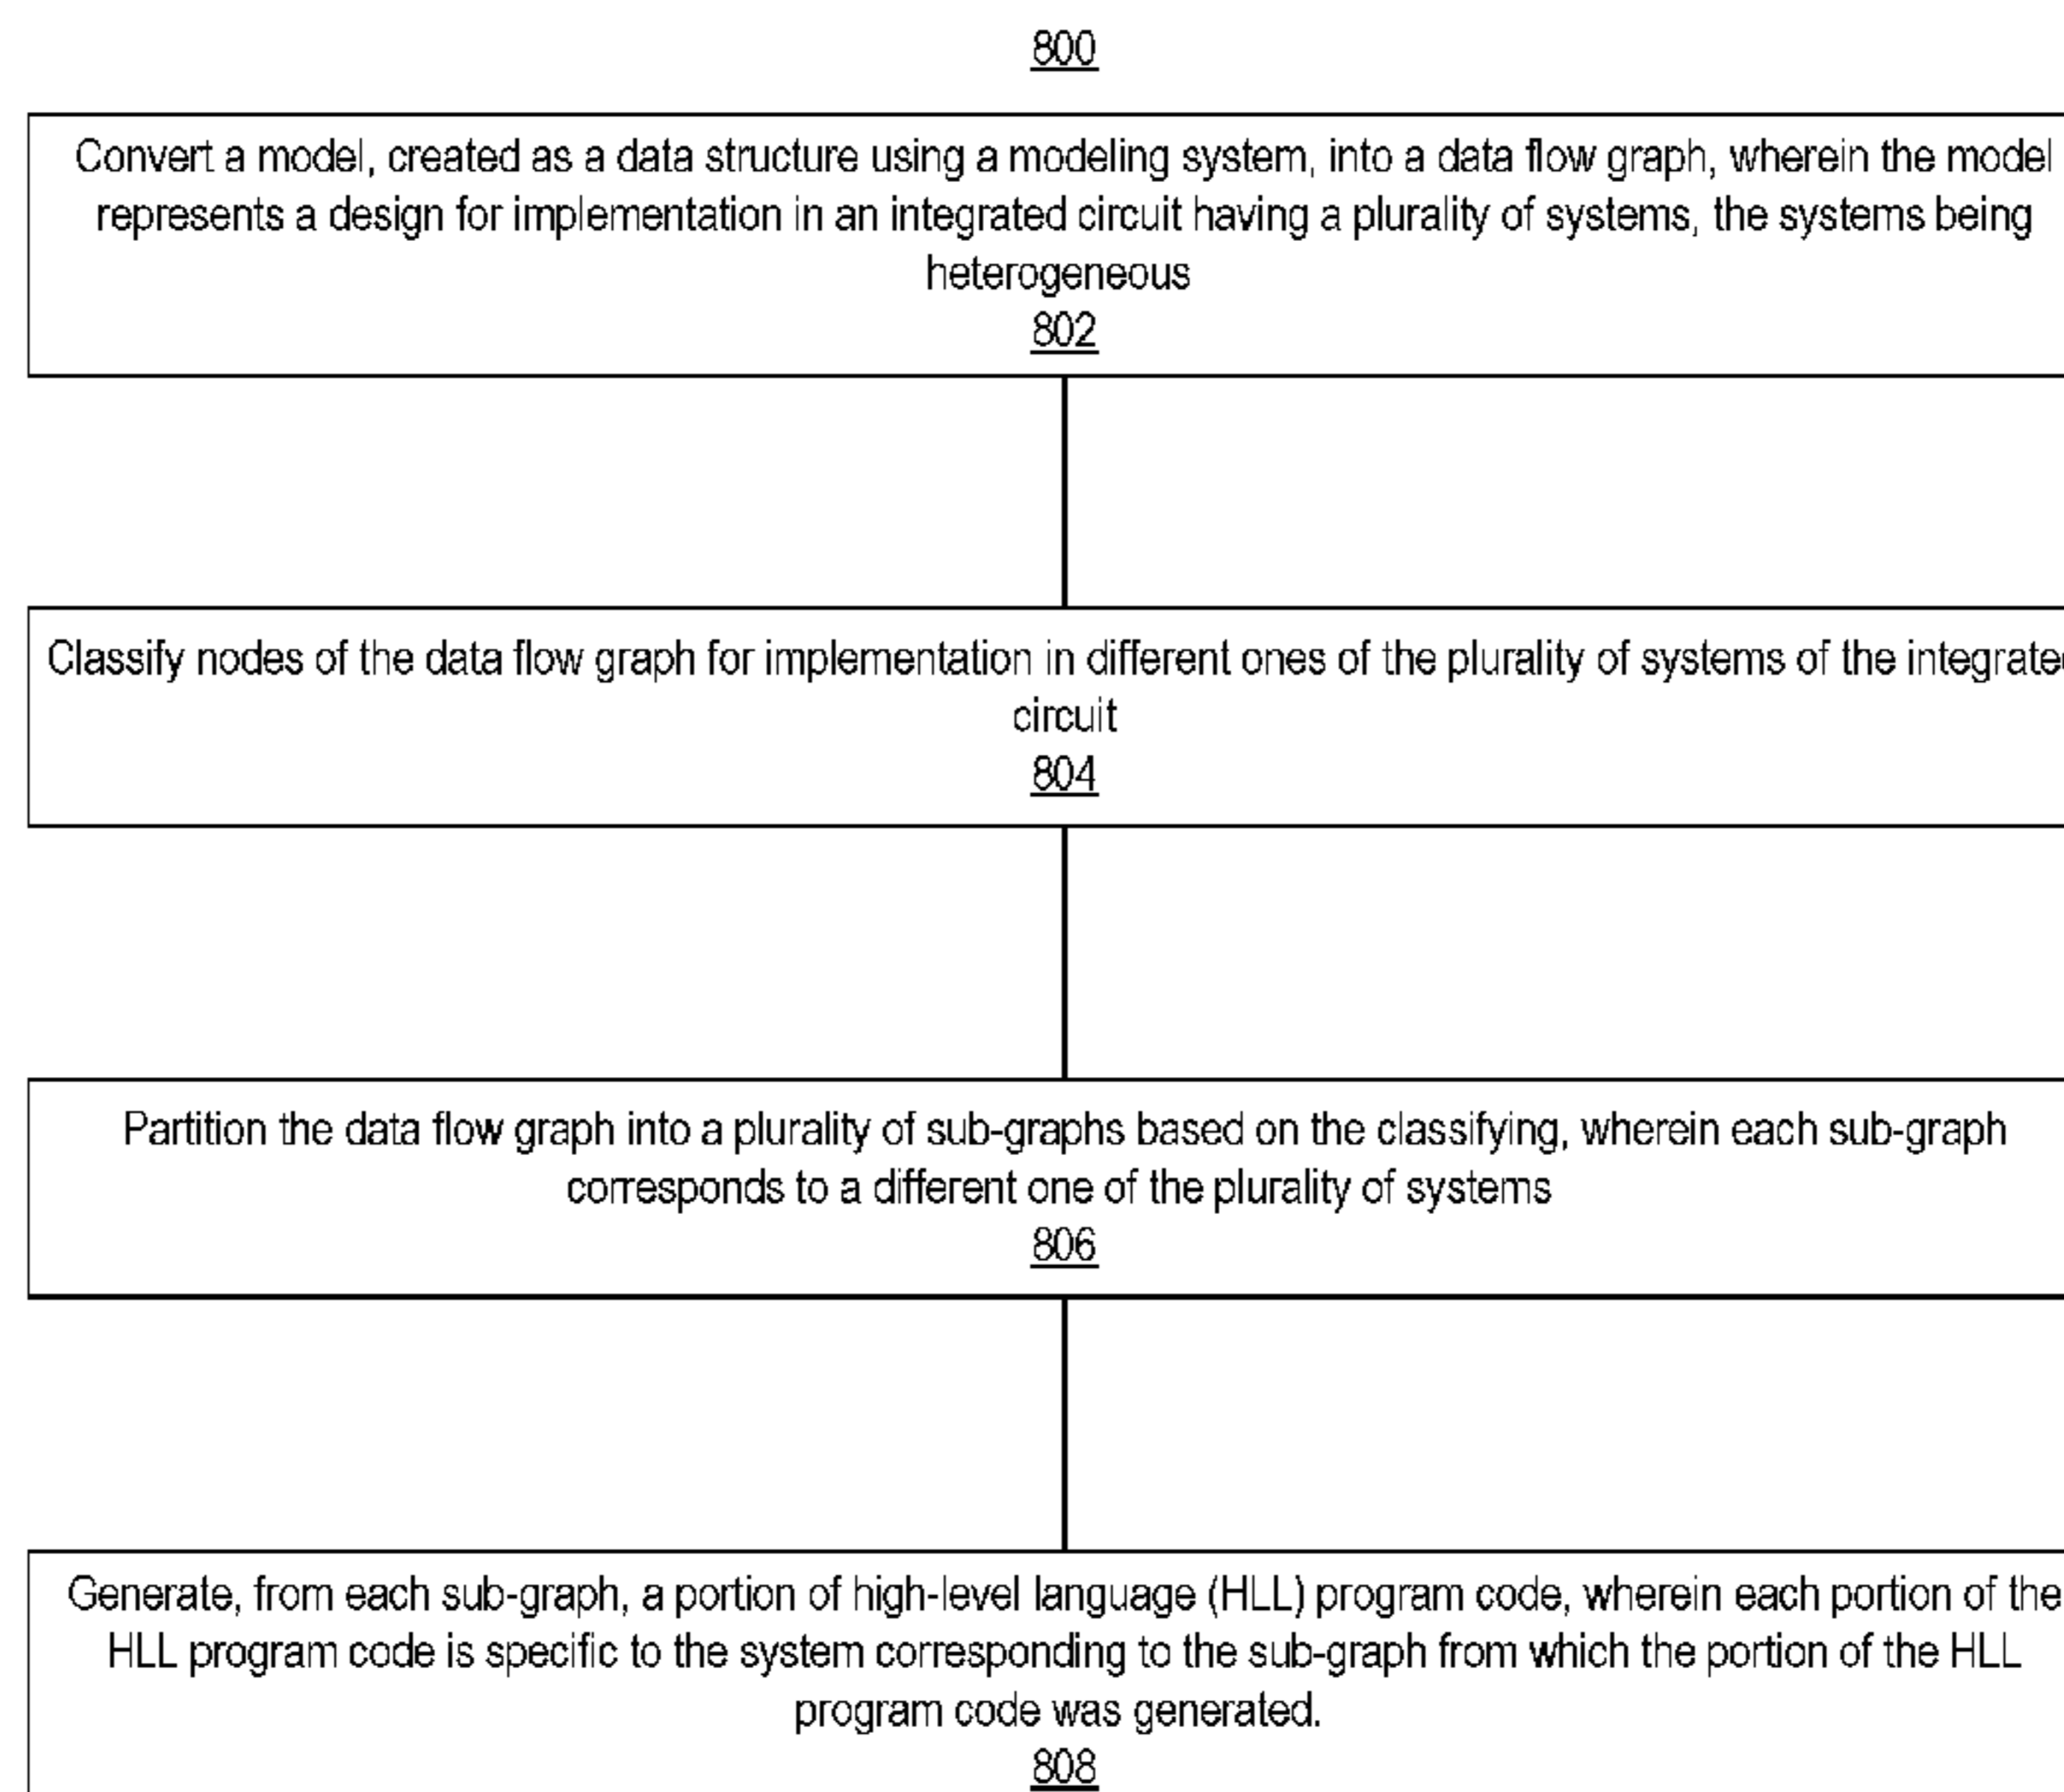 800
Convert a model, created as a data structure using a modeling system, into a data flow graph, wherein the model
represents a design for implementation in an integrated circuit having a plurality of systems, the systems being
heterogeneous
802
Classify nodes of the data flow graph for implementation in different ones of the plurality of systems of the integrated
circuit
804
Partition the data flow graph into a plurality of sub-graphs based on the classifying, wherein each sub-graph
corresponds to a different one of the plurality of systems
806
Generate, from each sub-graph, a portion of high-level language (HLL) program code, wherein each portion of the
HLL program code is specific to the system corresponding to the sub-graph from which the portion of the HLL
program code was generated.
808